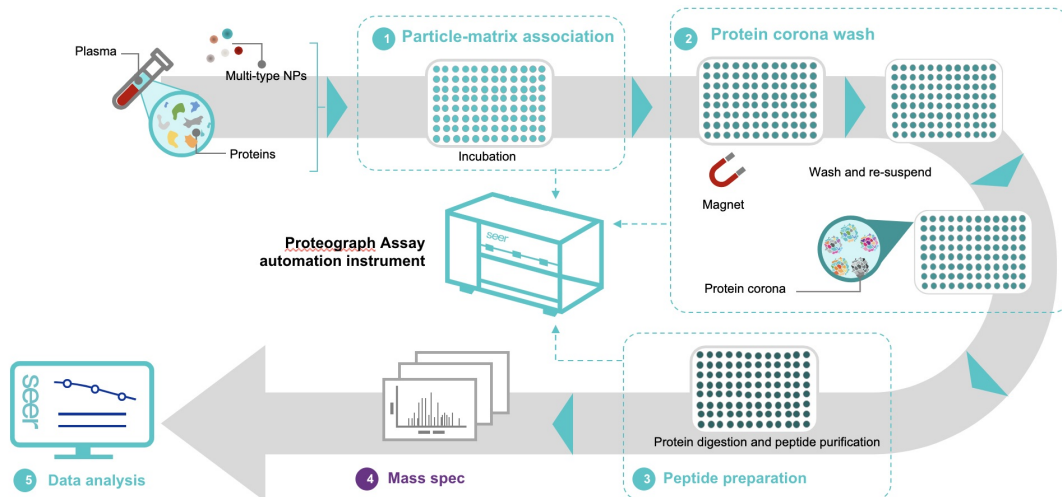 Plasma
Multi-type NPs
Proteins
1 Particle-matrix association
Incubation
2 Protein corona wash
Magnet
Wash and re-suspend
Protein corona
Proteograph Assay
automation instrument
seer
Protein digestion and peptide purification
3 Peptide preparation
4 Mass spec
seer
5 Data analysis